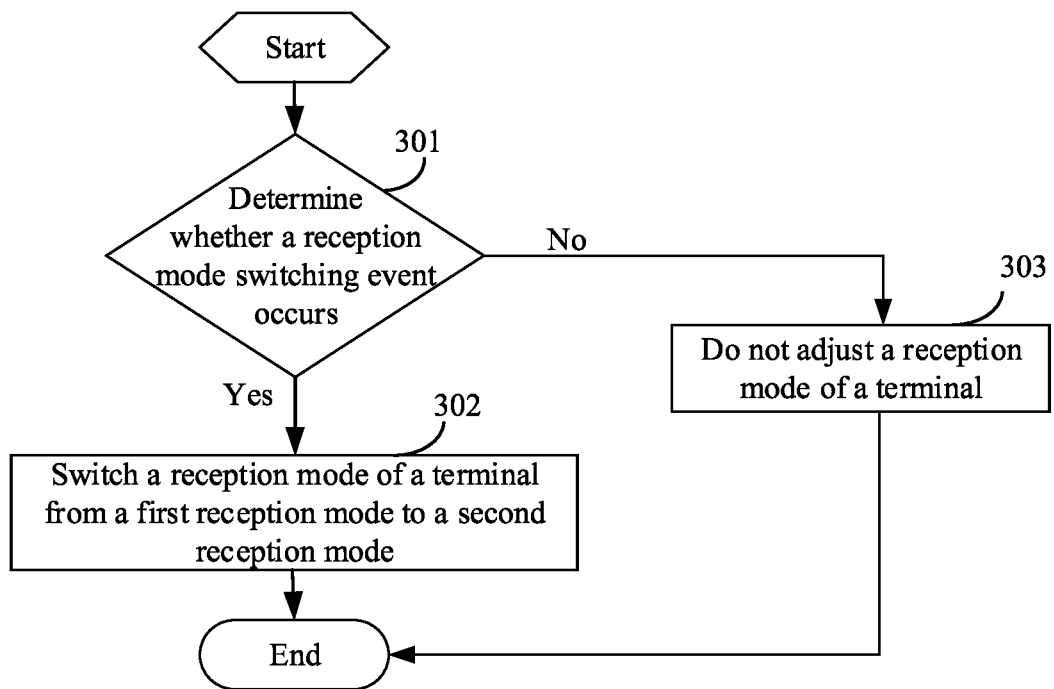 Start
301
Determine
whether a reception
mode switching event
occurs
No
303
Do not adjust a reception
mode of a terminal
Yes
302
Switch a reception mode of a terminal
from a first reception mode to a second
reception mode
End